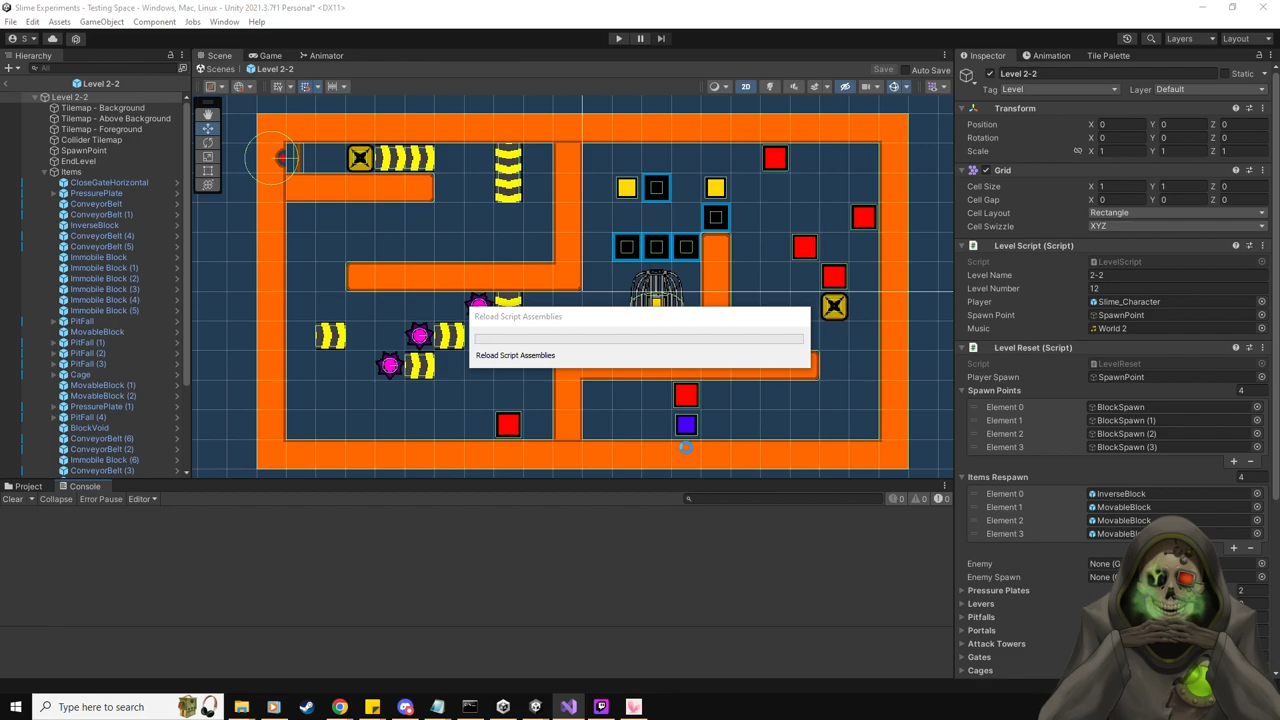 Slime Experiments - Testing Space - Windows, Mac, Linux - Unity 2021.3.7f1 Personal* <DX11>
File Edit Assets GameObject Component Jobs Window Help
S Layers Layout
Hierarchy Scene Game Animator Inspector Animation Tile Palette
All Scenes Level 2-2 Save Auto Save
Level 2-2
Level 2-2 Static
Tag Level Layer Default
2D
Level 2-2
Tilemap - Background
Tilemap - Above Background
Tilemap - Foreground
Collider Tilemap
SpawnPoint
EndLevel
Items
CloseGateHorizontal
PressurePlate
ConveyorBelt
ConveyorBelt (1)
InverseBlock
ConveyorBelt (4)
ConveyorBelt (5)
Immobile Block
Immobile Block (1)
Immobile Block (2)
Immobile Block (3)
Immobile Block (4)
Immobile Block (5)
PitFall
MovableBlock
PitFall (1)
PitFall (2)
PitFall (3)
Cage
MovableBlock (1)
MovableBlock (2)
PressurePlate (1)
PitFall (4)
BlockVoid
ConveyorBelt (6)
ConveyorBelt (2)
Immobile Block (6)
ConveyorBelt (3)
Reload Script Assemblies
Reload Script Assemblies
Transform
Position X 0 Y 0 Z 0
Rotation X 0 Y 0 Z 0
Scale X 1 Y 1 Z 1
Grid
Cell Size X 1 Y 1 Z 0
Cell Gap X 0 Y 0 Z 0
Cell Layout Rectangle
Cell Swizzle XYZ
Level Script (Script)
Script LevelScript
Level Name 2-2
Level Number 12
Player Slime_Character
Spawn Point SpawnPoint
Music World 2
Level Reset (Script)
Script LevelReset
Player Spawn SpawnPoint
Spawn Points 4
Element 0 BlockSpawn
Element 1 BlockSpawn (1)
Element 2 BlockSpawn (2)
Element 3 BlockSpawn (3)
Items Respawn 4
Element 0 InverseBlock
Element 1 MovableBlock
Element 2 MovableBlock
Element 3
Enemy None
Enemy Spawn None
Pressure Plates 2
Levers
Pitfalls
Portals
Attack Towers
Gates
Cages
Project Console
Clear Collapse Error Pause Editor 0 0 0
Type here to search